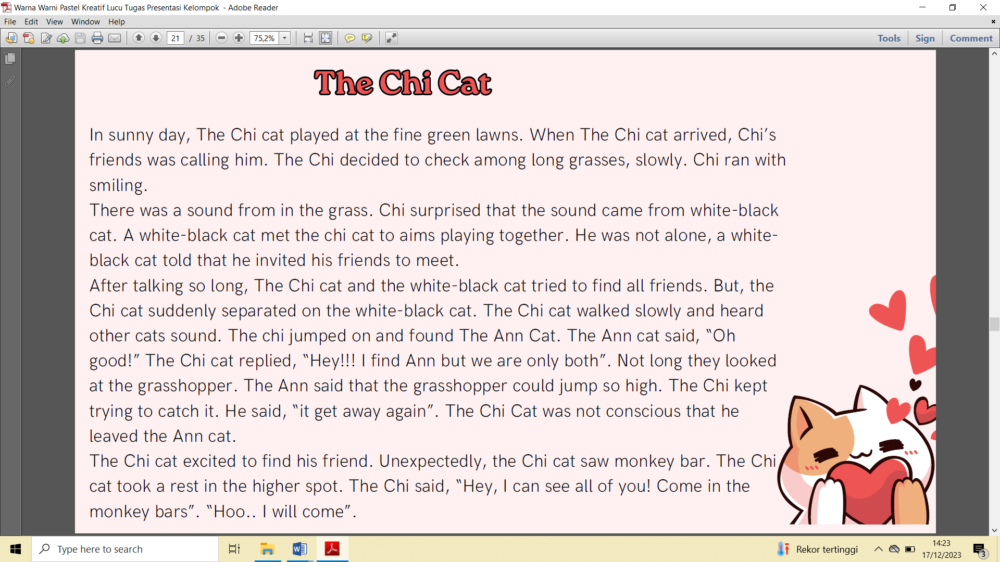 Warna Warni Pastel Kreatif Lucu Tugas Presentasi Kelompok - Adobe Reader
File Edit View Window Help
21 / 35 75,2% Tools Sign Comment
The Chi Cat
In sunny day, The Chi cat played at the fine green lawns. When The Chi cat arrived, Chi’s
friends was calling him. The Chi decided to check among long grasses, slowly. Chi ran with
smiling.
There was a sound from in the grass. Chi surprised that the sound came from white-black
cat. A white-black cat met the chi cat to aims playing together. He was not alone, a white-
black cat told that he invited his friends to meet.
After talking so long, The Chi cat and the white-black cat tried to find all friends. But, the
Chi cat suddenly separated on the white-black cat. The Chi cat walked slowly and heard
other cats sound. The chi jumped on and found The Ann Cat. The Ann cat said, “Oh
good!” The Chi cat replied, “Hey!!! I find Ann but we are only both”. Not long they looked
at the grasshopper. The Ann said that the grasshopper could jump so high. The Chi kept
trying to catch it. He said, “it get away again”. The Chi Cat was not conscious that he
leaved the Ann cat.
The Chi cat excited to find his friend. Unexpectedly, the Chi cat saw monkey bar. The Chi
cat took a rest in the higher spot. The Chi said, “Hey, I can see all of you! Come in the
monkey bars”. “Hoo.. I will come”.
Type here to search
Rekor tertinggi
14:23
17/12/2023
3